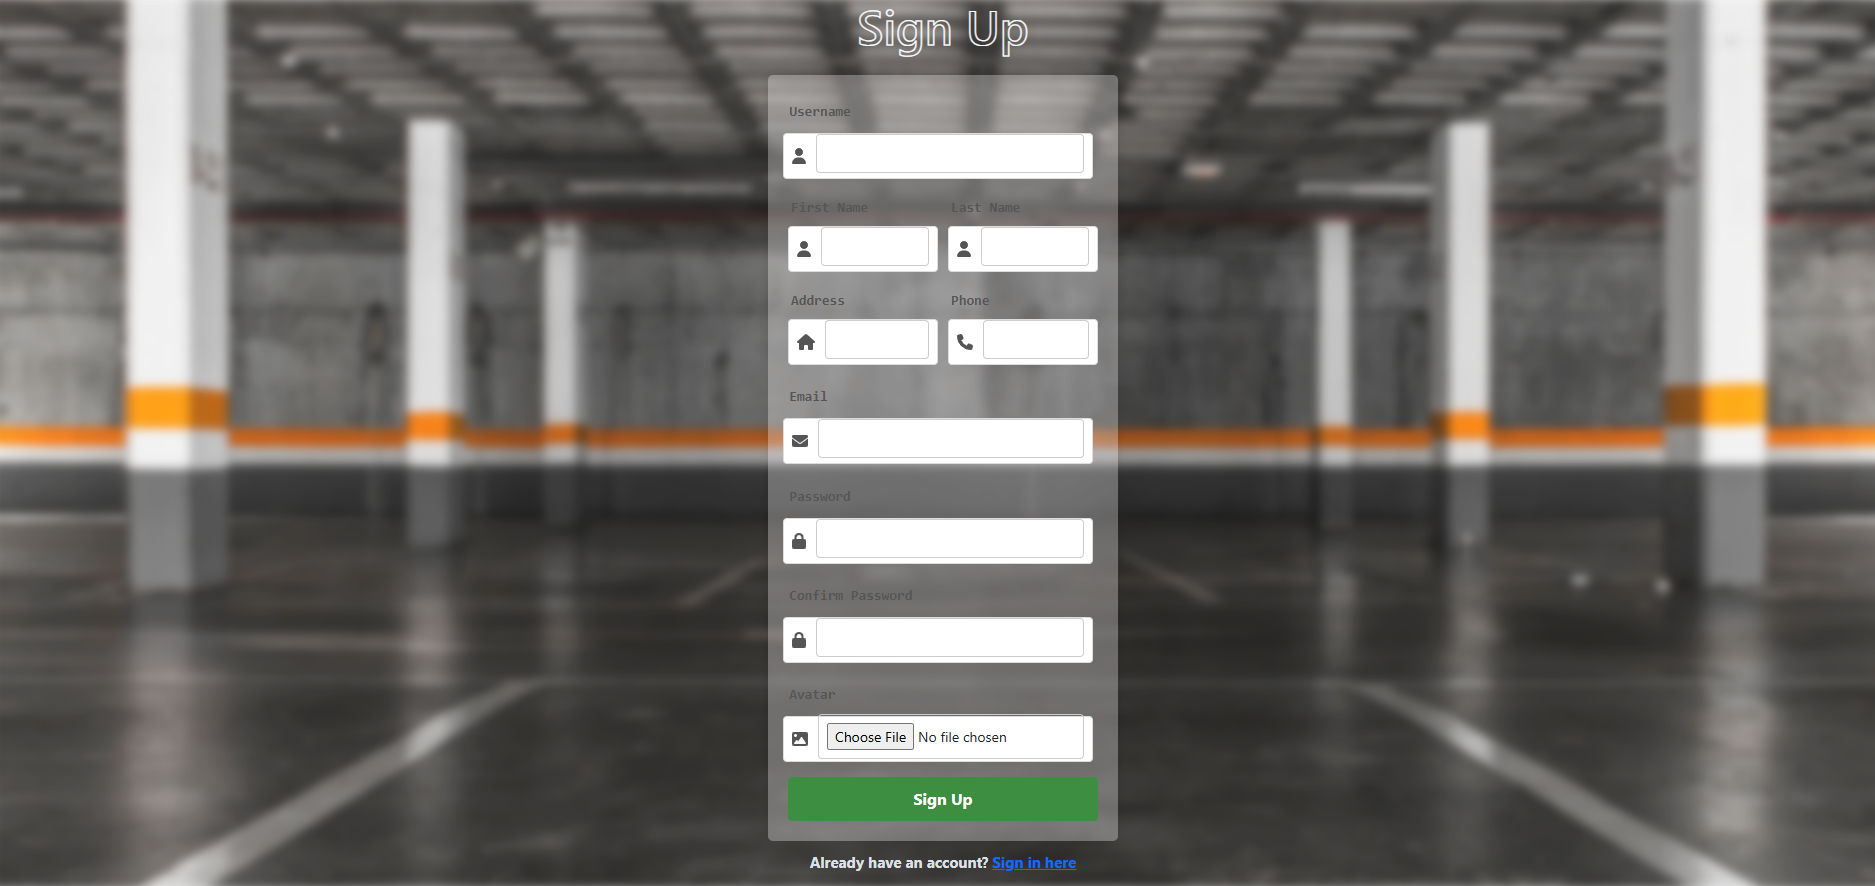 Sign Up
Username
First Name Last Name
Address Phone
Email
Password
Confirm Password
Avatar
Choose File No file chosen
Sign Up
Already have an account? Sign in here